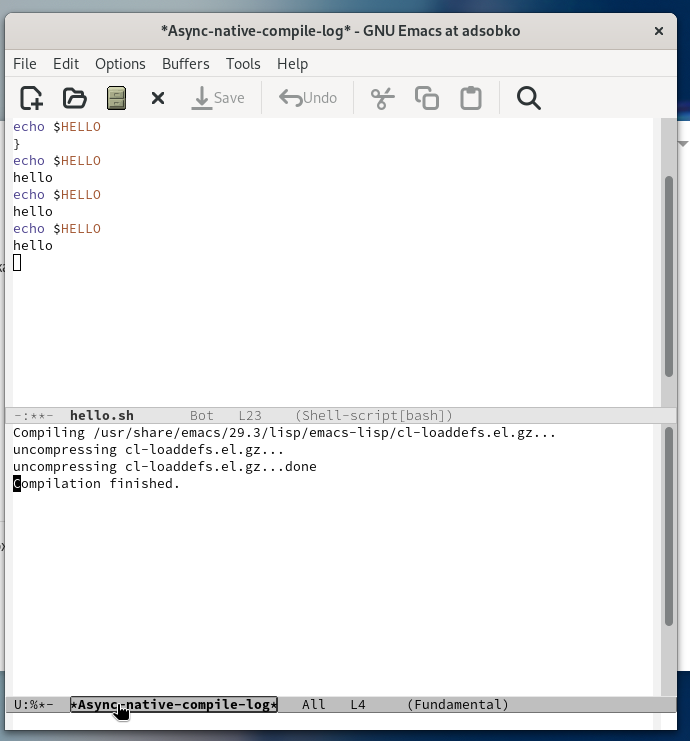 *Async-native-compile-log* - GNU Emacs at adsobko
File Edit Options Buffers Tools Help
Save Undo
echo $HELLO
}
echo $HELLO
hello
echo $HELLO
hello
echo $HELLO
hello
-:**- hello.sh Bot L23 (Shell-script[bash])
Compiling /usr/share/emacs/29.3/lisp/emacs-lisp/cl-loaddefs.el.gz...
uncompressing cl-loaddefs.el.gz...
uncompressing cl-loaddefs.el.gz...done
Compilation finished.
U:%*- *Async-native-compile-log* All L4 (Fundamental)